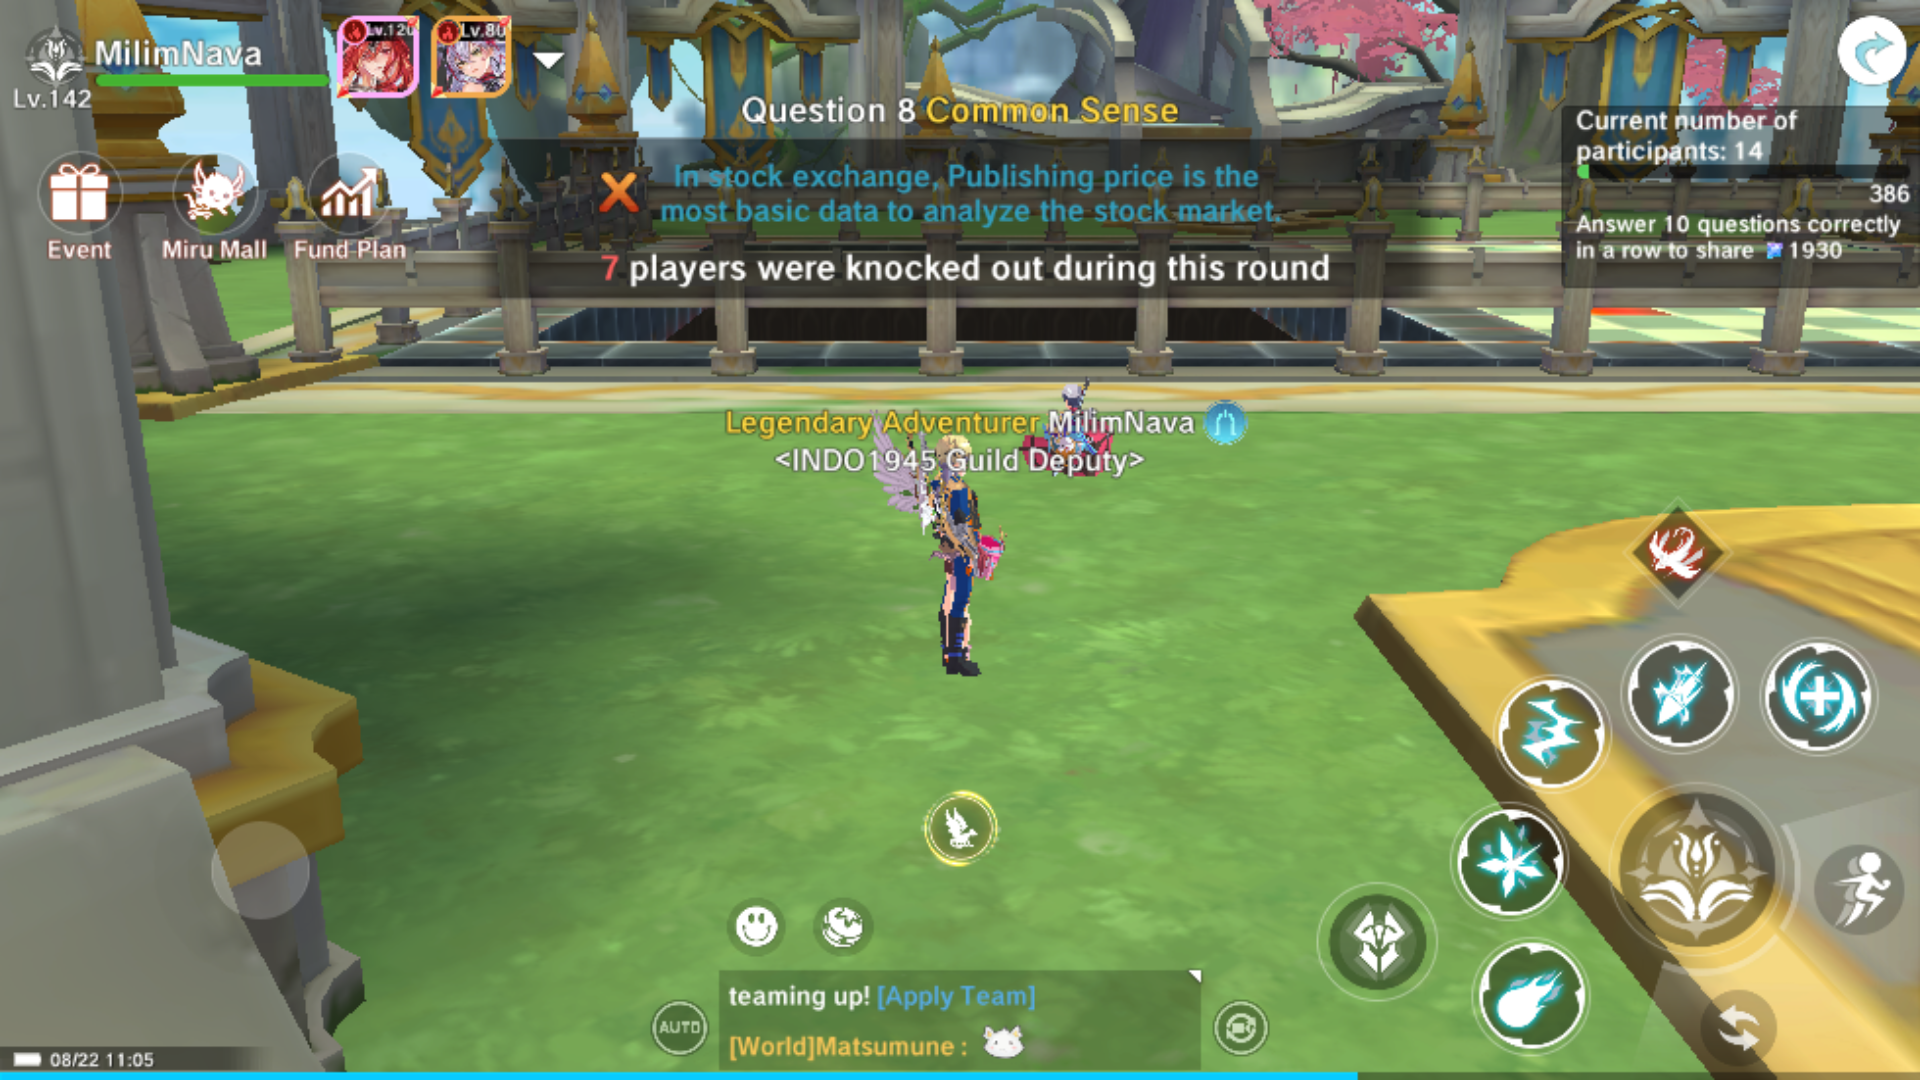 MilimNava
Lv.142
Lv.120
Lv.80
Event
Miru Mall
Fund Plan
Question 8 Common Sense
In stock exchange, Publishing price is the
most basic data to analyze the stock market.
7 players were knocked out during this round
Current number of
participants: 14
386
Answer 10 questions correctly
in a row to share 1930
Legendary Adventurer MilimNava
<INDO1945 Guild Deputy>
teaming up! [Apply Team]
AUTO
[World]Matsumune :
08/22 11:05